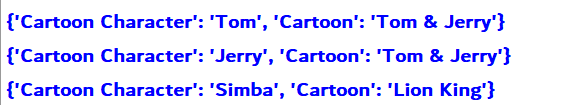 {'Cartoon Character': 'Tom', 'Cartoon': 'Tom & Jerry'}
{'Cartoon Character': 'Jerry', 'Cartoon': 'Tom & Jerry'}
{'Cartoon Character': 'Simba', 'Cartoon': 'Lion King'}